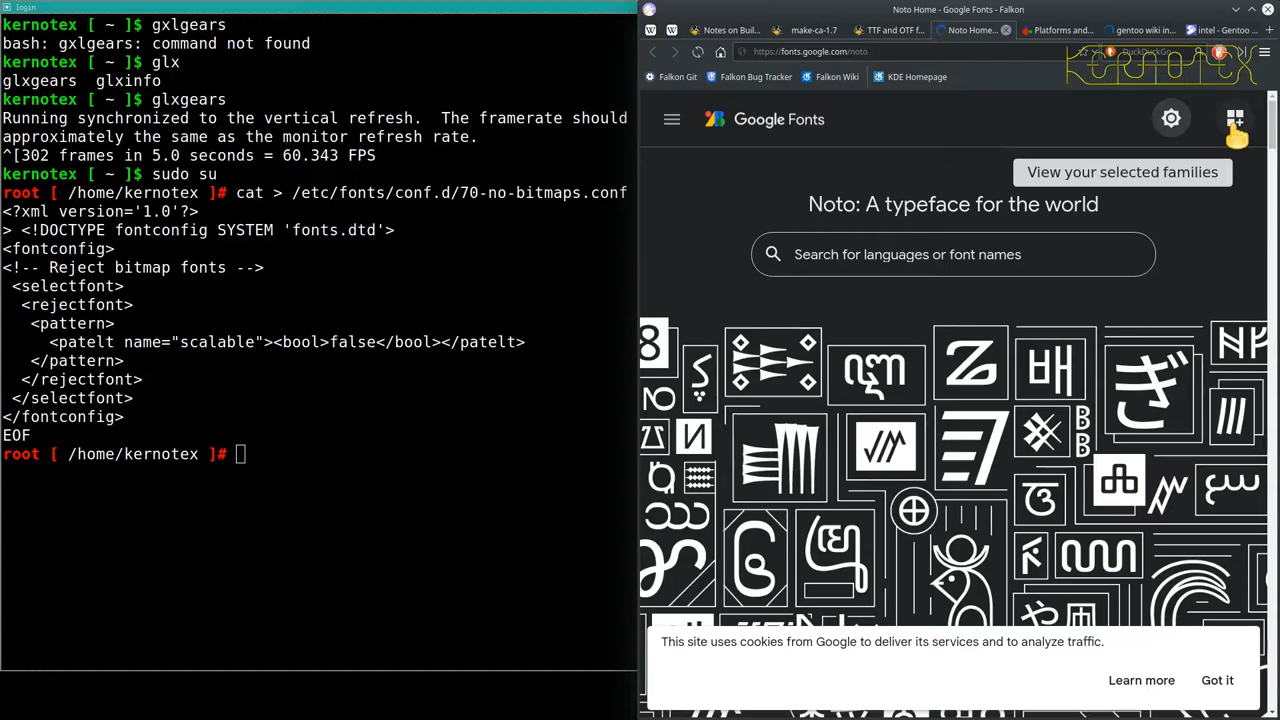 login
kernotex [ ~ ]$ gxlgears
bash: gxlgears: command not found
kernotex [ ~ ]$ glx
glxgears  glxinfo
kernotex [ ~ ]$ glxgears
Running synchronized to the vertical refresh.  The framerate should
approximately the same as the monitor refresh rate.
^[302 frames in 5.0 seconds = 60.343 FPS
kernotex [ ~ ]$ sudo su
root [ /home/kernotex ]# cat > /etc/fonts/conf.d/70-no-bitmaps.conf
<?xml version='1.0'?>
> <!DOCTYPE fontconfig SYSTEM 'fonts.dtd'>
<fontconfig>
<!-- Reject bitmap fonts -->
 <selectfont>
  <rejectfont>
   <pattern>
     <patelt name="scalable"><bool>false</bool></patelt>
   </pattern>
  </rejectfont>
 </selectfont>
</fontconfig>
EOF
root [ /home/kernotex ]#
Noto Home - Google Fonts - Falkon
Notes on Buil... make-ca-1.7 TTF and OTF f... Noto Home... Platforms and... gentoo wiki in... intel - Gentoo ...
https://fonts.google.com/noto
DuckDuckGo
KERNOTEX
Falkon Git Falkon Bug Tracker Falkon Wiki KDE Homepage
Google Fonts
View your selected families
Noto: A typeface for the world
Search for languages or font names
배
ぎ
や
This site uses cookies from Google to deliver its services and to analyze traffic.
Learn more Got it